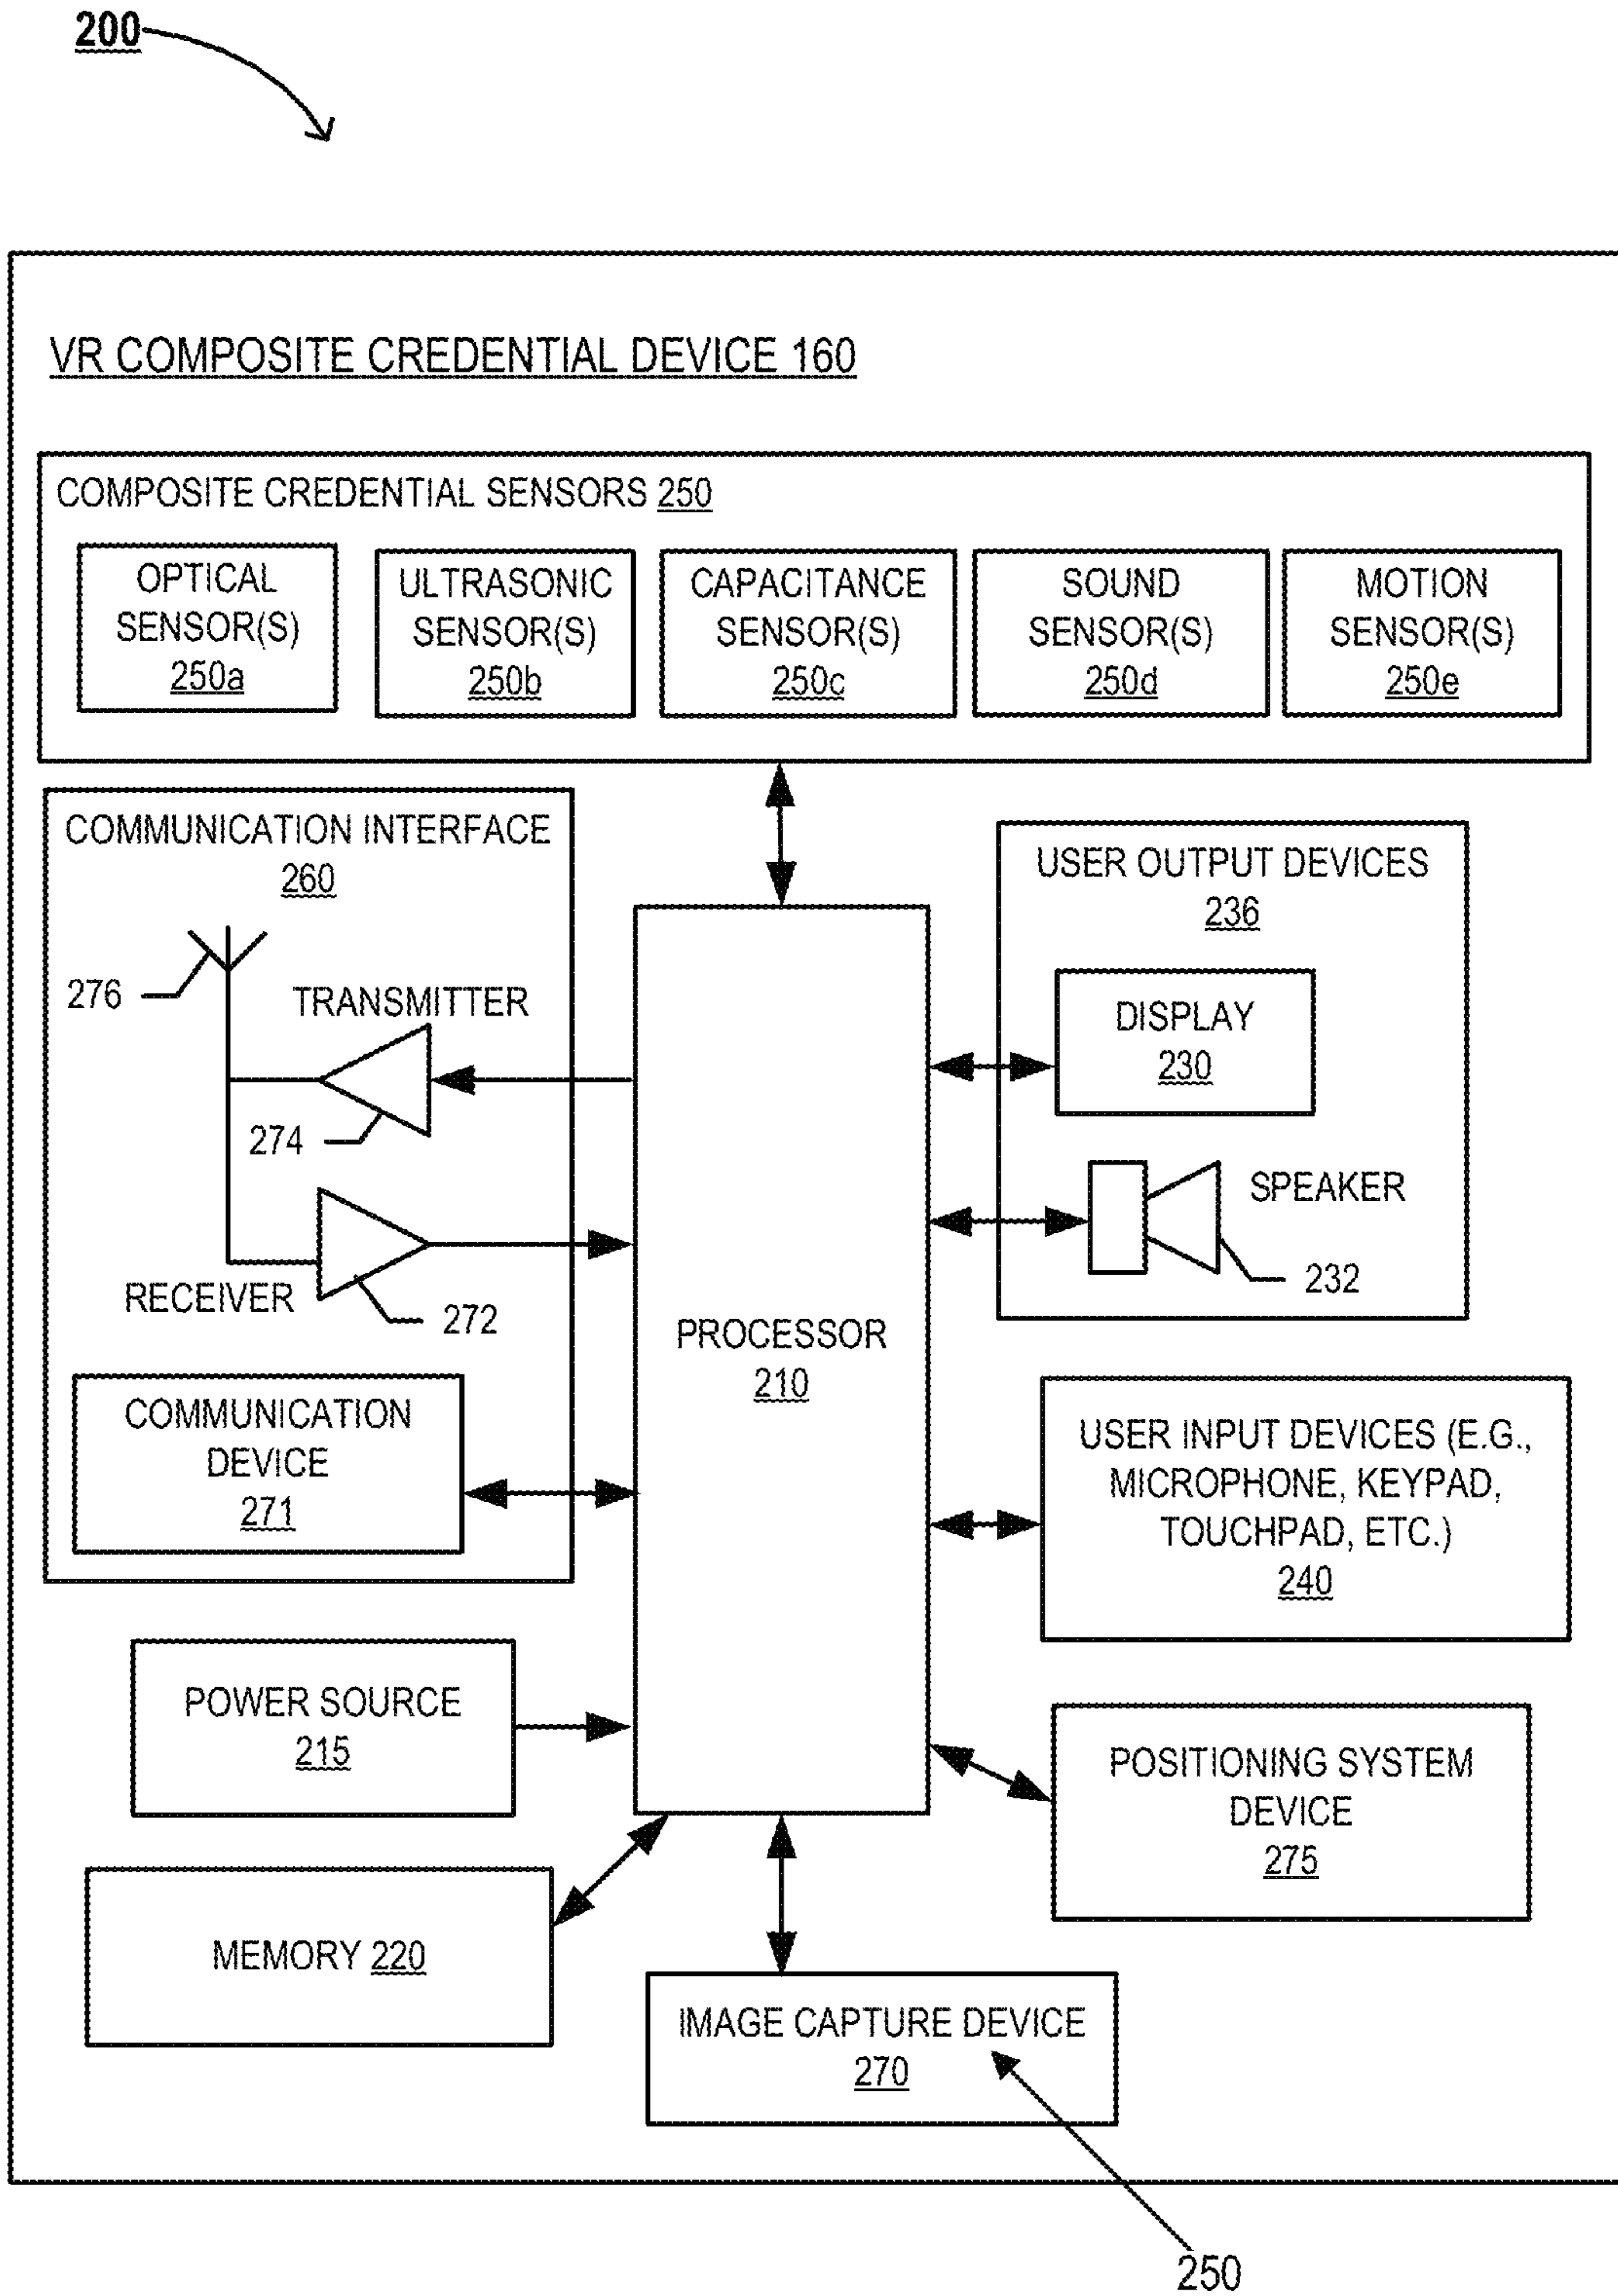 200
VR COMPOSITE CREDENTIAL DEVICE 160
COMPOSITE CREDENTIAL SENSORS 250
OPTICAL
SENSOR(S)
250a
ULTRASONIC
SENSOR(S)
250b
CAPACITANCE
SENSOR(S)
250c
SOUND
SENSOR(S)
250d
MOTION
SENSOR(S)
250e
COMMUNICATION INTERFACE
260
276
TRANSMITTER
274
RECEIVER
272
COMMUNICATION
DEVICE
271
PROCESSOR
210
USER OUTPUT DEVICES
236
DISPLAY
230
SPEAKER
232
USER INPUT DEVICES (E.G.,
MICROPHONE, KEYPAD,
TOUCHPAD, ETC.)
240
POWER SOURCE
215
POSITIONING SYSTEM
DEVICE
275
MEMORY 220
IMAGE CAPTURE DEVICE
270
250